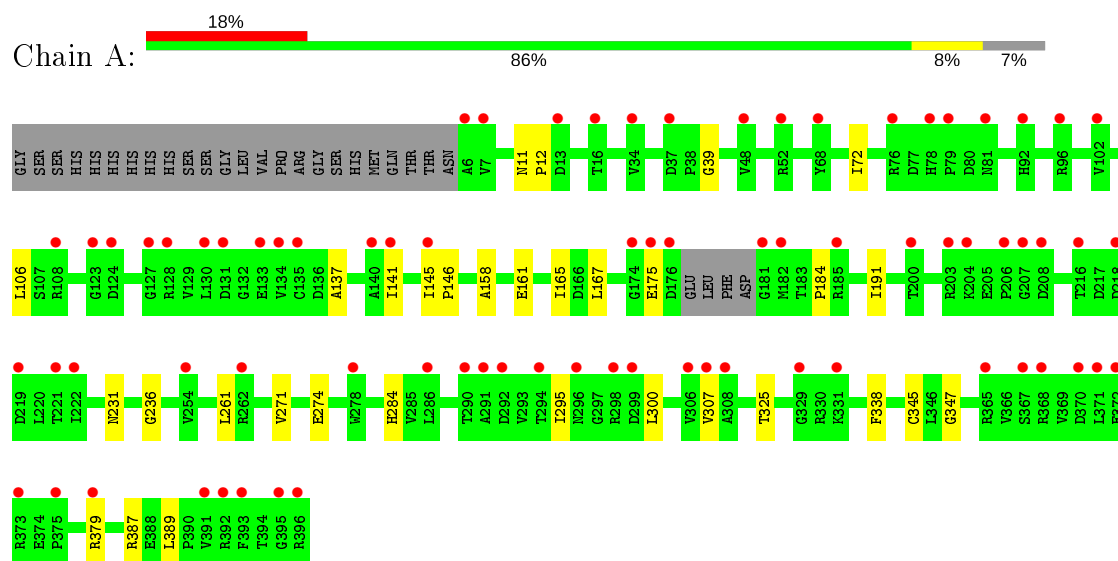 18%
Chain A:
86% 8% 7%
GLY SER SER HIS HIS HIS HIS HIS HIS HIS SER SER GLY LEU VAL PRO ARG GLY SER HIS MET GLN THR THR ASN A6 V7 N11 P12 D13 T16 V34 D37 P38 G39 V48 R52 Y68 I72 R76 D77 H78 P79 D80 N81 H92 R96 V102
L106 S107 R108 G123 D124 G127 R128 V129 L130 D131 G132 E133 V134 C135 D136 A137 A140 I141 I145 P146 A158 E161 I165 D166 L167 G174 E175 D176 GLU LEU PHE ASP G181 M182 T183 P184 R185 I191 T200 R203 K204 E205 P206 G207 D208 T216 D217
D219 L220 T221 I222 N231 G236 V254 L261 R262 V271 E274 W278 H284 V285 L286 T290 A291 D292 V293 T294 I295 N296 G297 R298 D299 L300 V306 V307 A308 T325 G329 R330 K331 F338 C345 L346 G347 R365 V366 S367 R368 V369 D370 L371
R373 E374 P375 R379 R387 E388 L389 P390 V391 R392 F393 T394 G395 R396